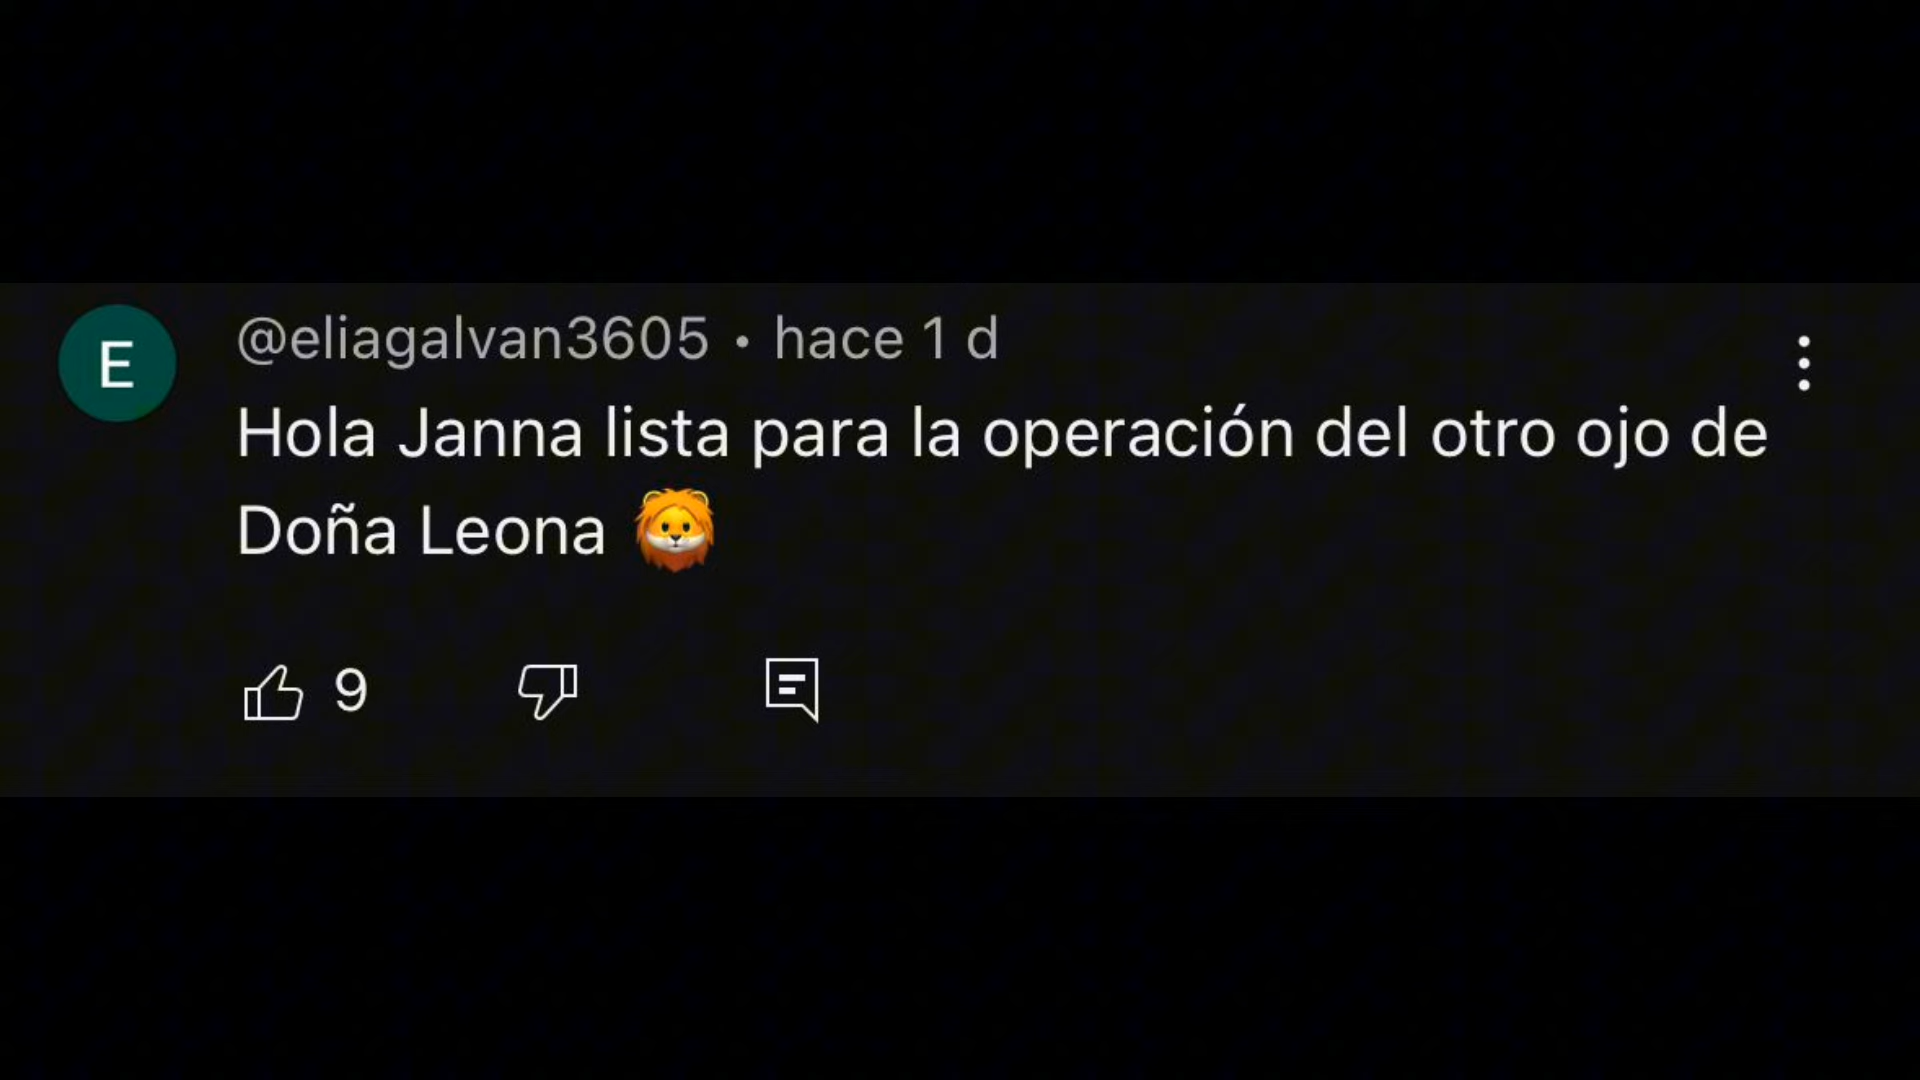 E
@eliagalvan3605 • hace 1 d
Hola Janna lista para la operación del otro ojo de
Doña Leona 🦁
9